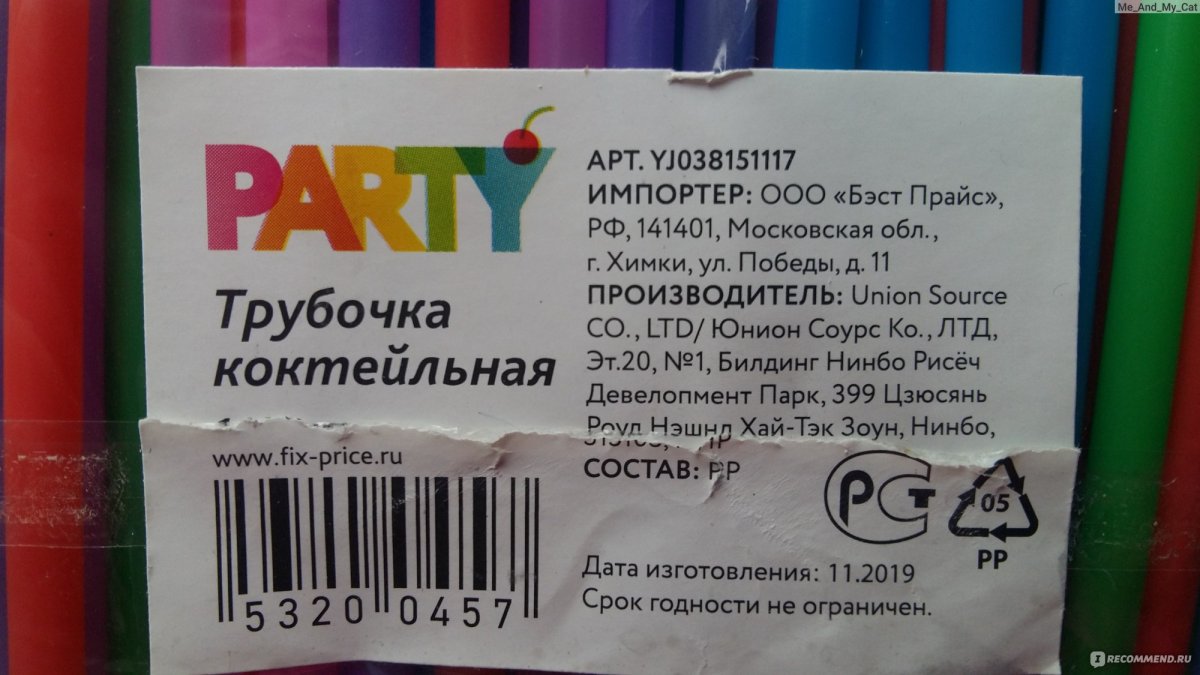 Me_And_My_Cat
PARTY
Трубочка
коктейльная
www.fix-price.ru
5320 0457
АРТ. YJ038151117
ИМПОРТЕР: ООО «Бэст Прайс»,
РФ, 141401, Московская обл.,
г. Химки, ул. Победы, д. 11
ПРОИЗВОДИТЕЛЬ: Union Source
CO., LTD/ Юнион Соурс Ко., ЛТД,
Эт.20, №1, Билдинг Нинбо Рисёч
Девелопмент Парк, 399 Цзюсянь
Роуд Нэшнл Хай-Тэк Зоун, Нинбо,
СОСТАВ: PP
РСТ
05
PP
Дата изготовления: 11.2019
Срок годности не ограничен.
I RECOMMEND.RU